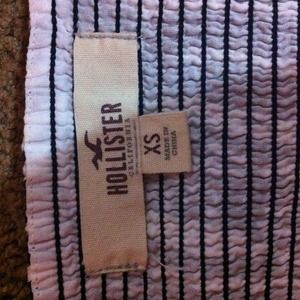 HOLLISTER
CALIFORNIA
XS
MADE IN
CHINA